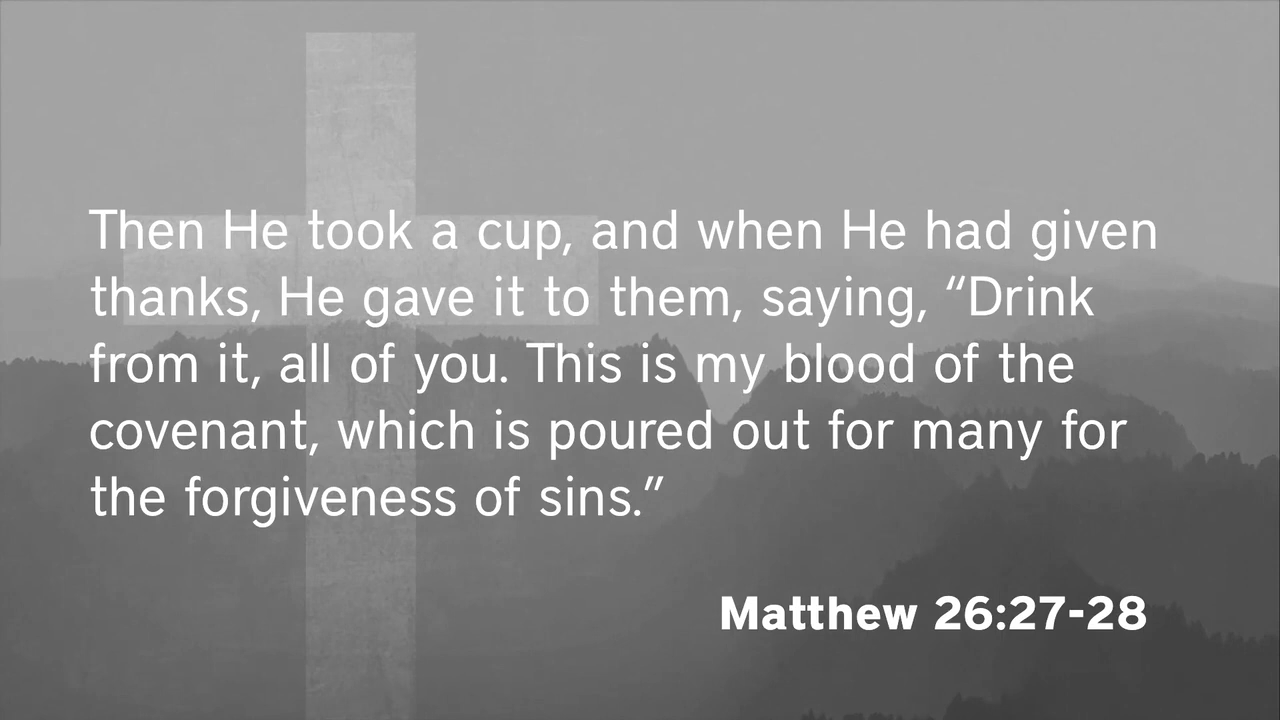 Then He took a cup, and when He had given
thanks, He gave it to them, saying, “Drink
from it, all of you. This is my blood of the
covenant, which is poured out for many for
the forgiveness of sins.”
Matthew 26:27-28